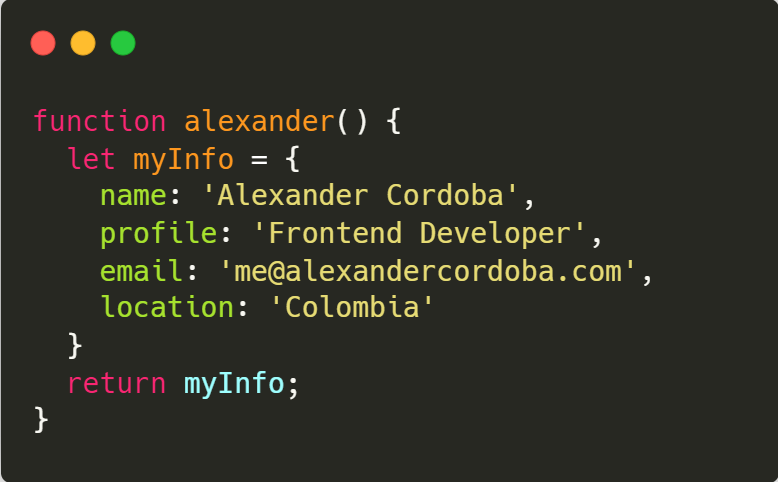 function alexander() {
  let myInfo = {
    name: 'Alexander Cordoba',
    profile: 'Frontend Developer',
    email: 'me@alexandercordoba.com',
    location: 'Colombia'
  }
  return myInfo;
}